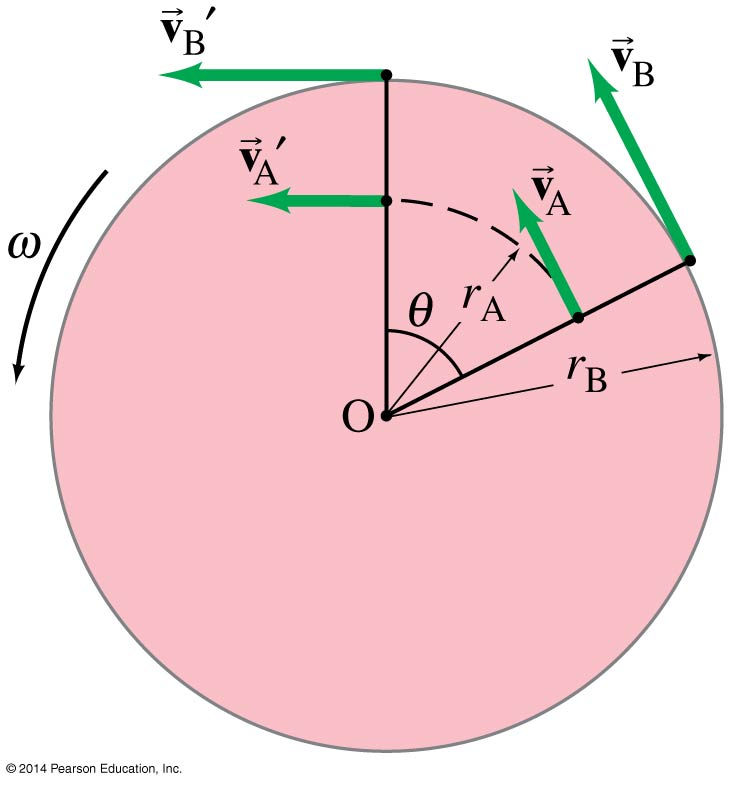 v⃗B′
v⃗B
v⃗A′
v⃗A
ω
θ
rA
rB
O
© 2014 Pearson Education, Inc.